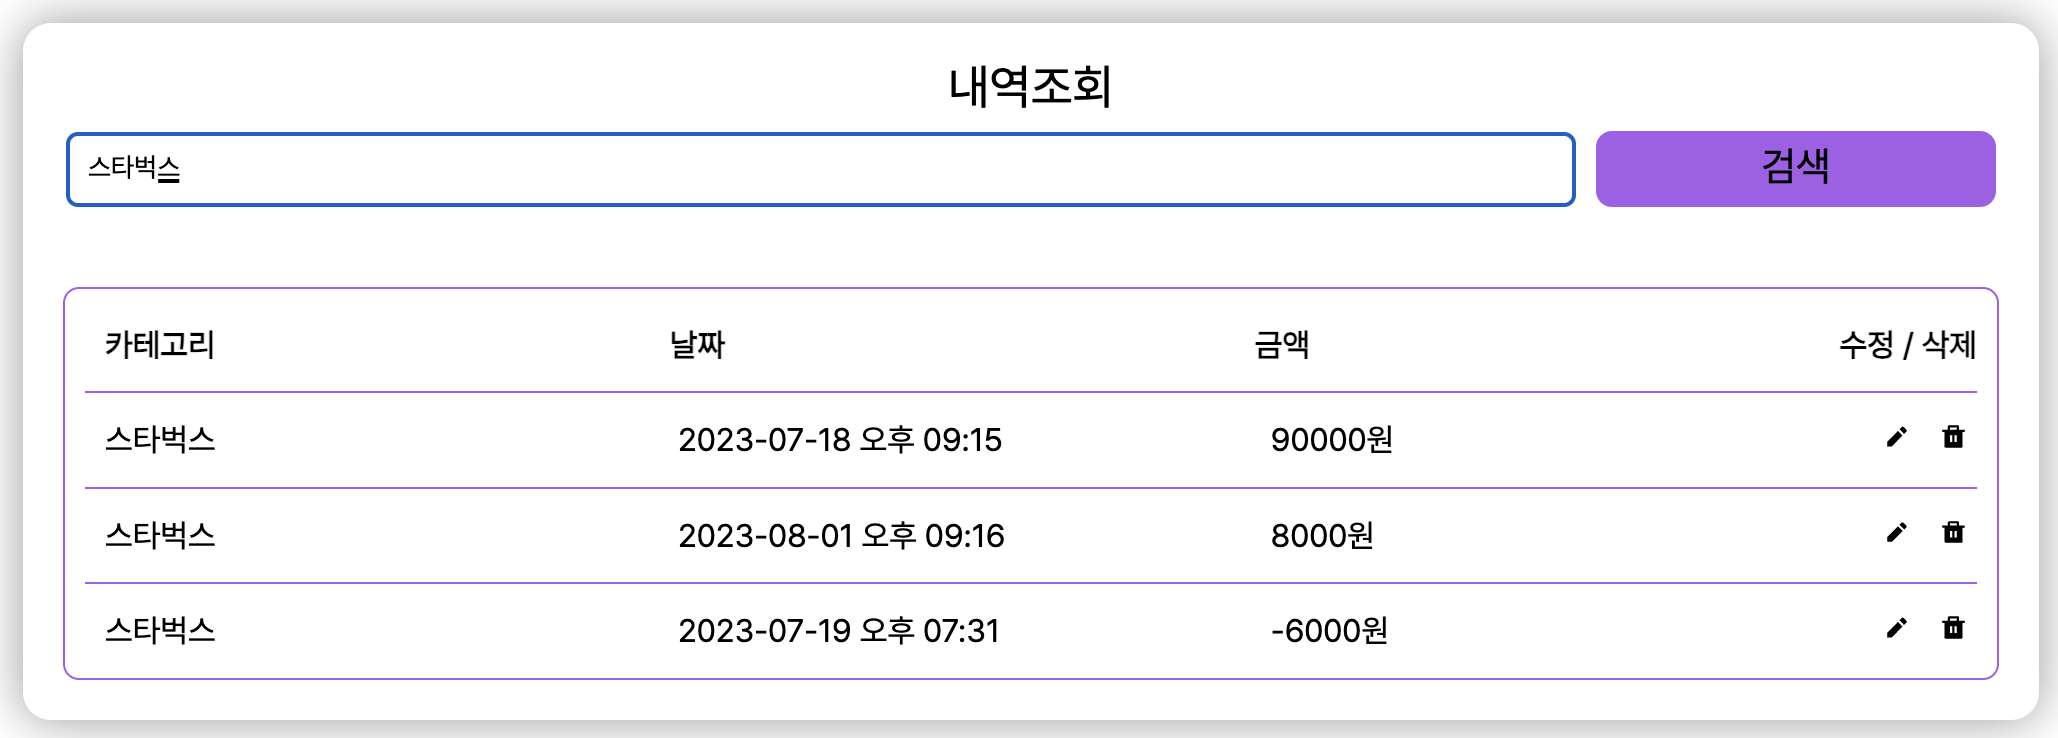 내역조회
스타벅스 검색
카테고리 날짜 금액 수정 / 삭제
스타벅스 2023-07-18 오후 09:15 90000원
스타벅스 2023-08-01 오후 09:16 8000원
스타벅스 2023-07-19 오후 07:31 -6000원